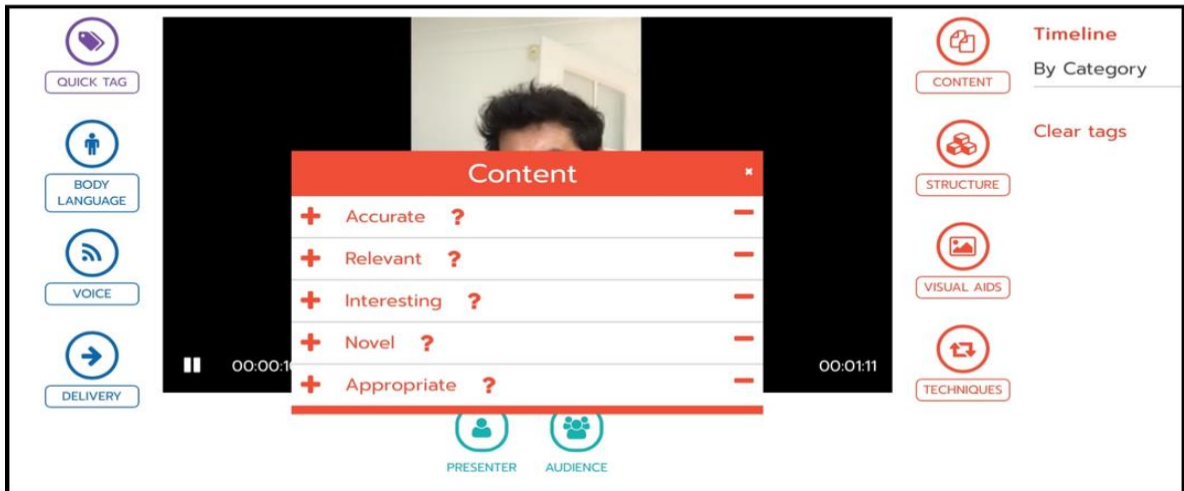 QUICK TAG
BODY
LANGUAGE
VOICE
DELIVERY
Content
Accurate ?
Relevant ?
Interesting ?
Novel ?
Appropriate ?
00:01:11
PRESENTER
AUDIENCE
CONTENT
STRUCTURE
VISUAL AIDS
TECHNIQUES
Timeline
By Category
Clear tags